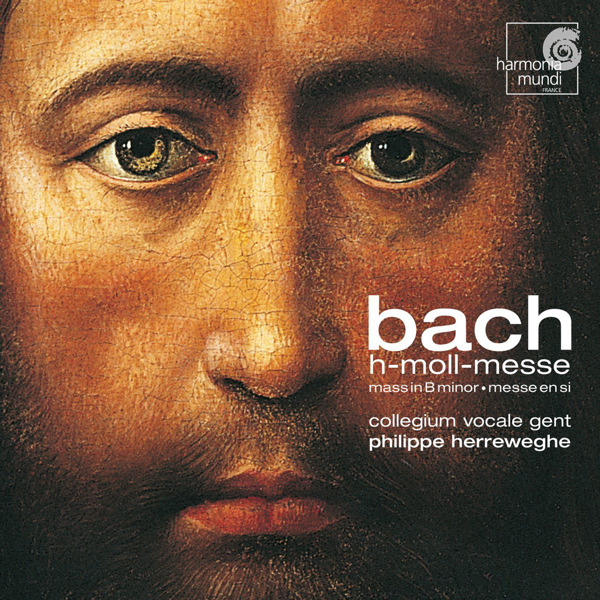 harmonia
mundi
FRANCE
bach
h-moll-messe
mass in B minor • messe en si
collegium vocale gent
philippe herreweghe